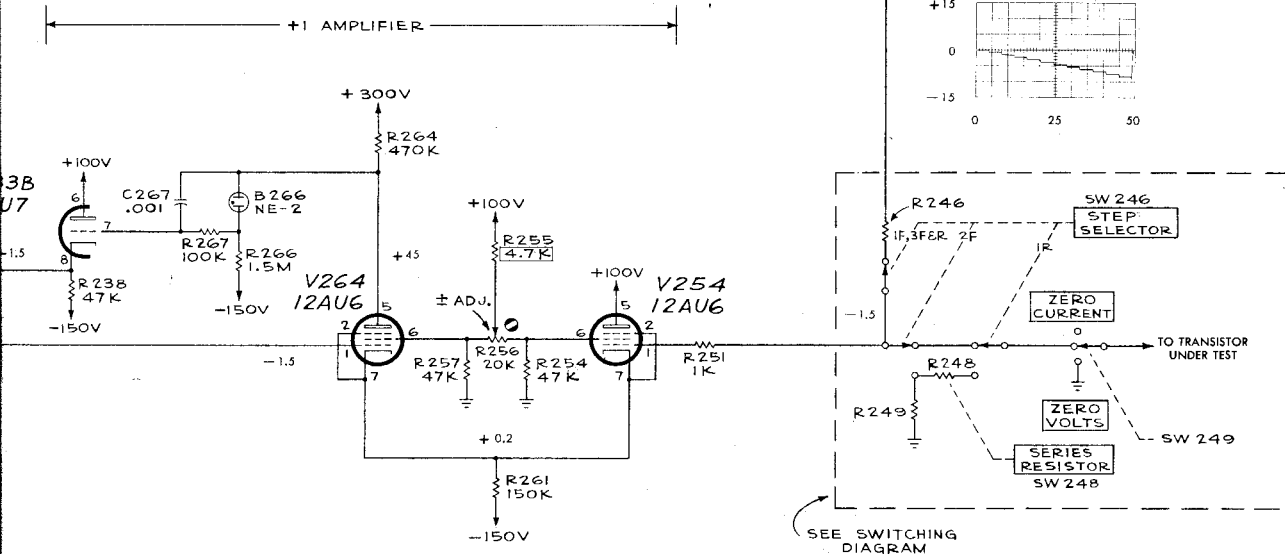 +1 AMPLIFIER
+15
0
-15
0 25 50
+300V
R264
470K
+100V
3B
U7
6
7
8
C267
.001
B266
NE-2
R267
100K
R266
1.5M
-150V
+1.5
R238
47K
-150V
+45
V264
12AU6
5
2
1
6
7
-1.5
+100V
R255
4.7K
± ADJ.
R256
20K
R257
47K
R254
47K
+100V
V254
12AU6
5
6
2
1
7
R251
1K
+0.2
R261
150K
-150V
R246
1F,3F&R
2F
1R
SW 246
STEP
SELECTOR
-1.5
ZERO
CURRENT
TO TRANSISTOR
UNDER TEST
R248
R249
ZERO
VOLTS
SW 249
SERIES
RESISTOR
SW 248
SEE SWITCHING
DIAGRAM